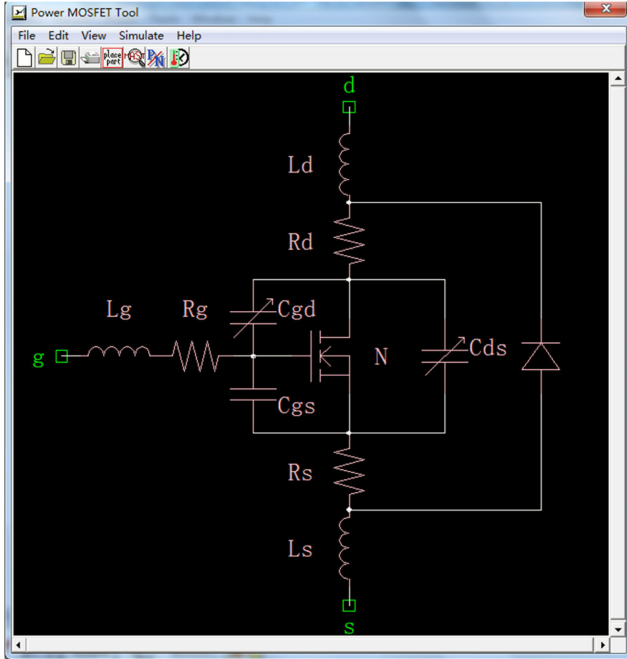 Power MOSFET Tool
File Edit View Simulate Help
place part P/N
d
Ld
Rd
Lg Rg Cgd
g N Cds
Cgs
Rs
Ls
s